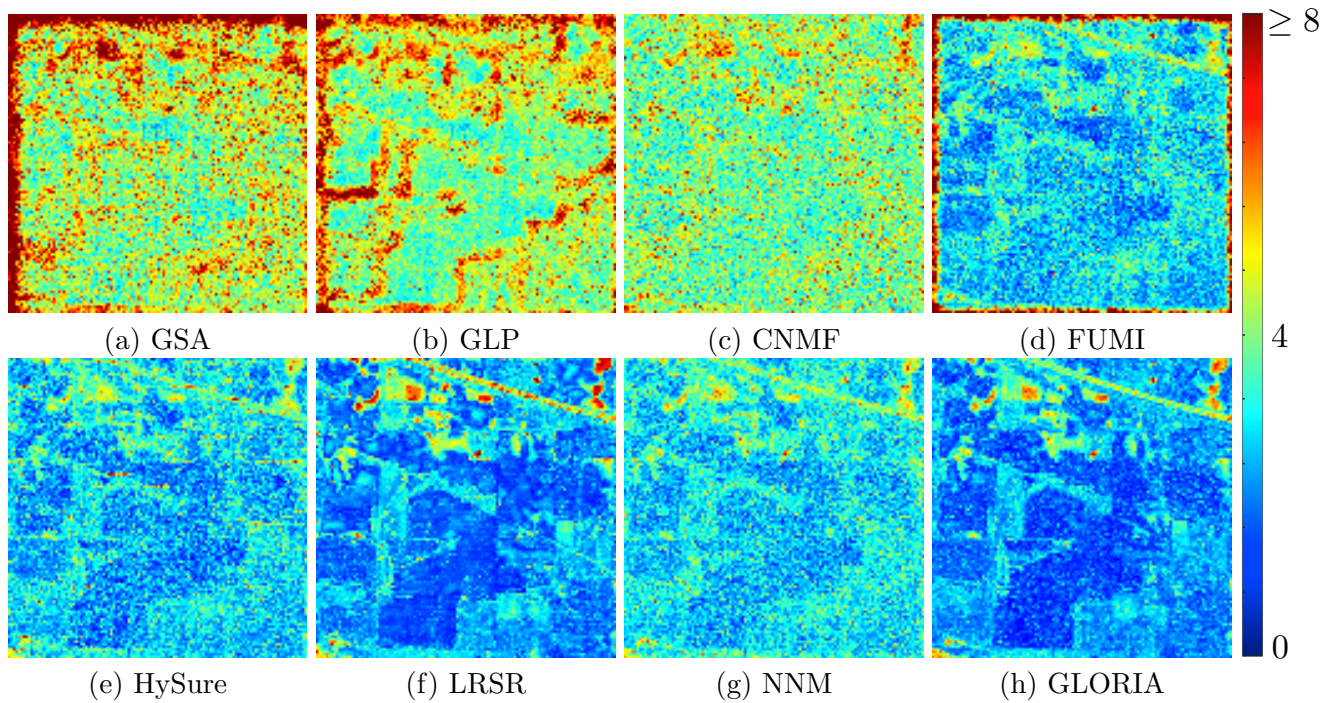 ≥ 8
(a) GSA
(b) GLP
(c) CNMF
(d) FUMI
4
(e) HySure
(f) LRSR
(g) NNM
(h) GLORIA
0